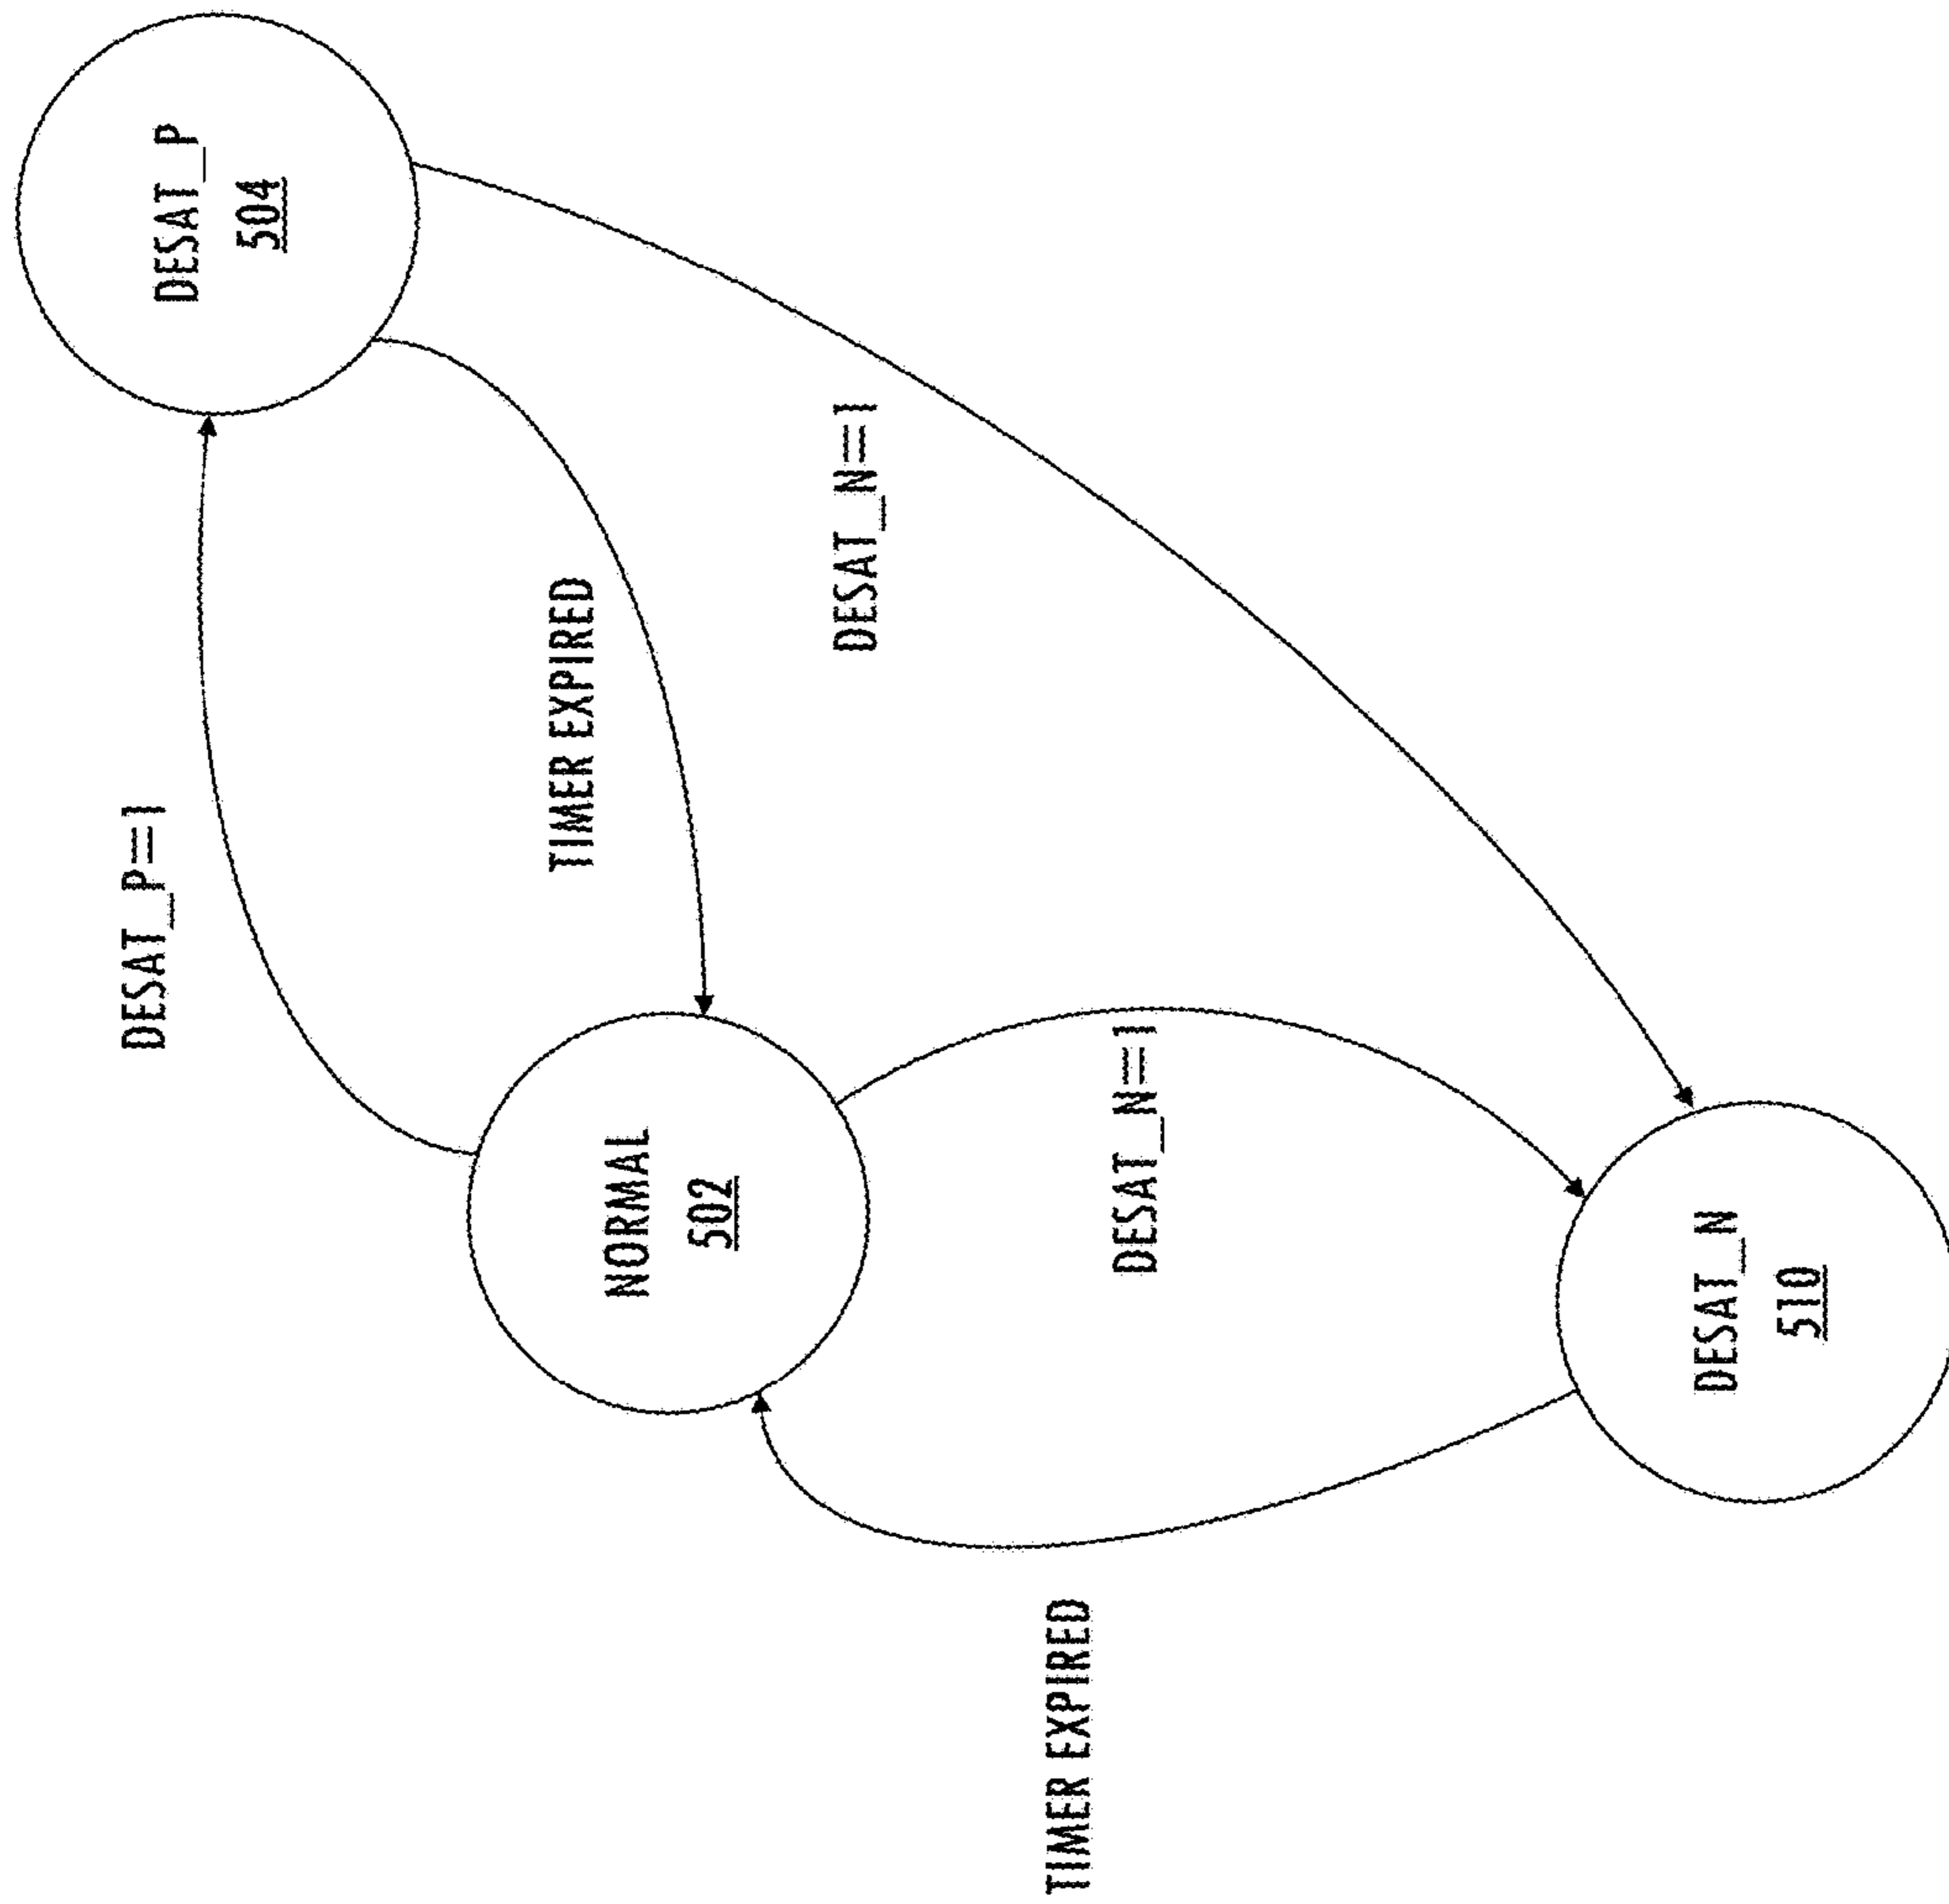 DESAT_P=1
DESAT_P
504
TIMER EXPIRED
NORMAL
502
DESAT_N=1
DESAT_N=1
TIMER EXPIRED
DESAT_N
510